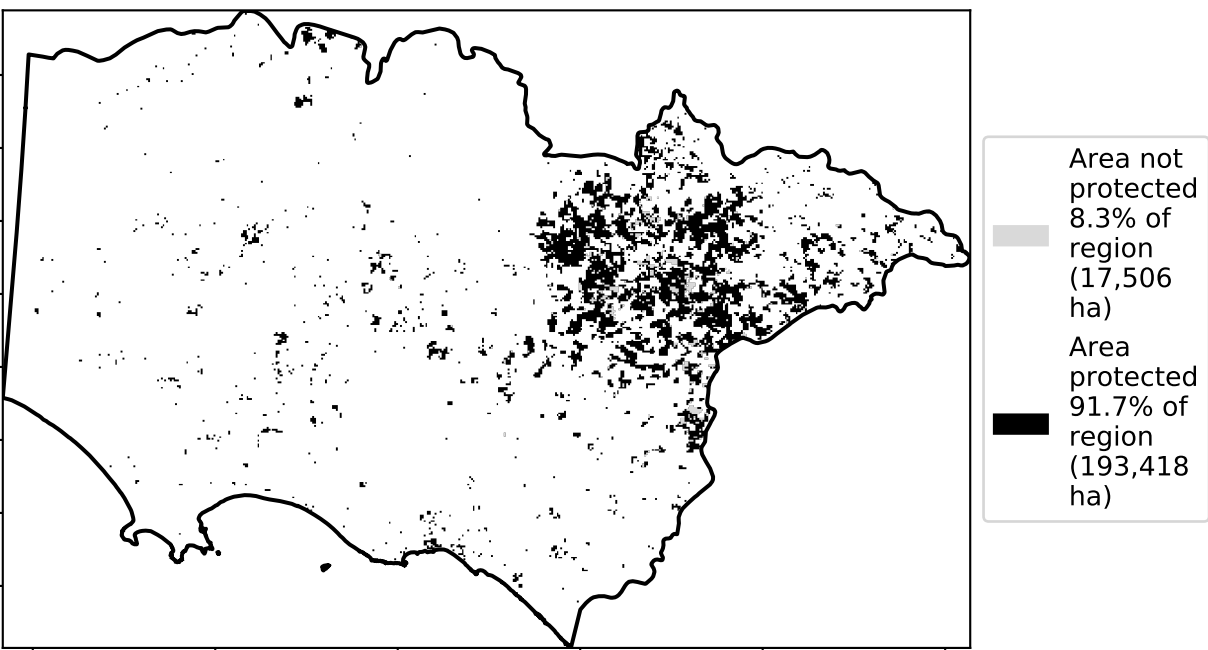 Area not
protected
8.3% of
region
(17,506
ha)
Area
protected
91.7% of
region
(193,418
ha)